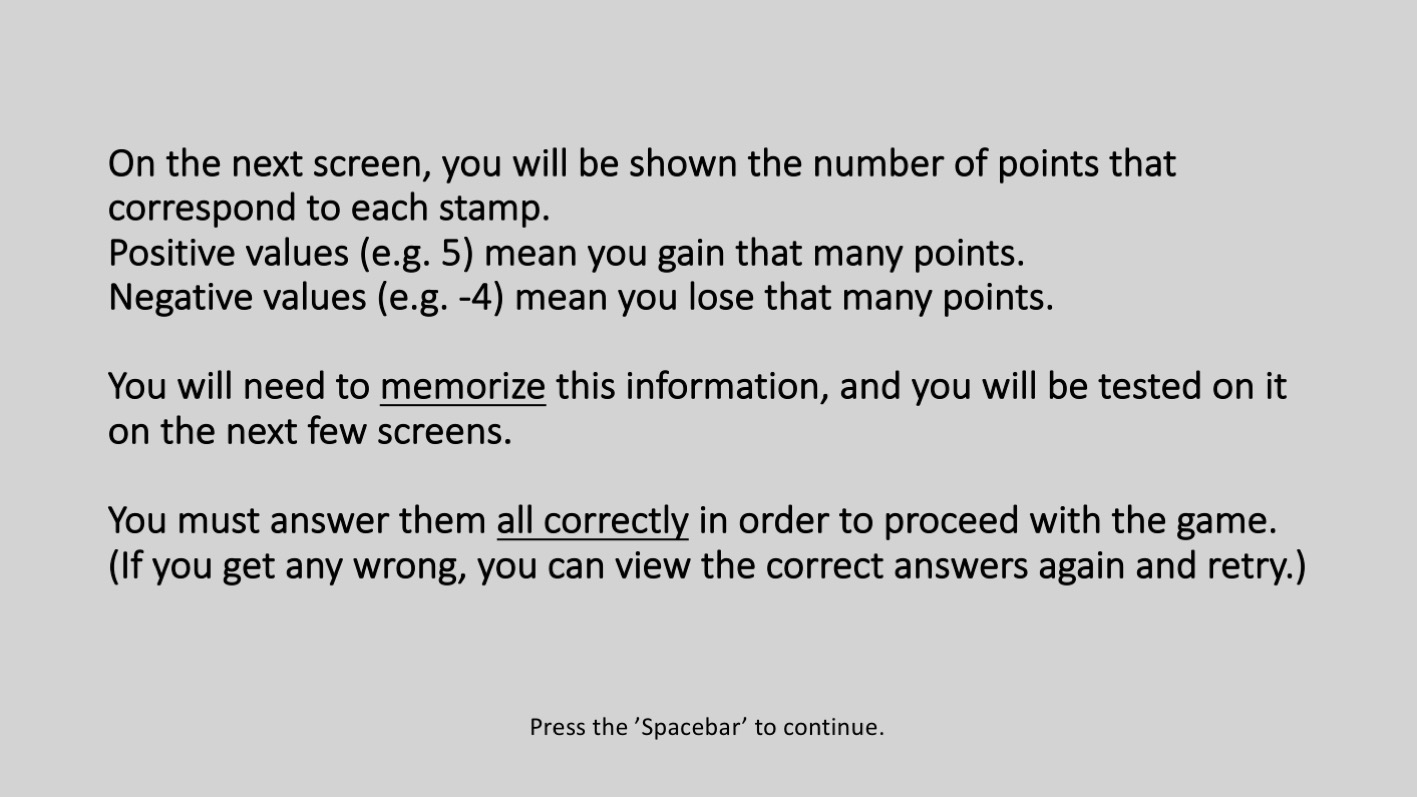 On the next screen, you will be shown the number of points that
correspond to each stamp.
Positive values (e.g. 5) mean you gain that many points.
Negative values (e.g. -4) mean you lose that many points.
You will need to memorize this information, and you will be tested on it
on the next few screens.
You must answer them all correctly in order to proceed with the game.
(If you get any wrong, you can view the correct answers again and retry.)
Press the ’Spacebar’ to continue.